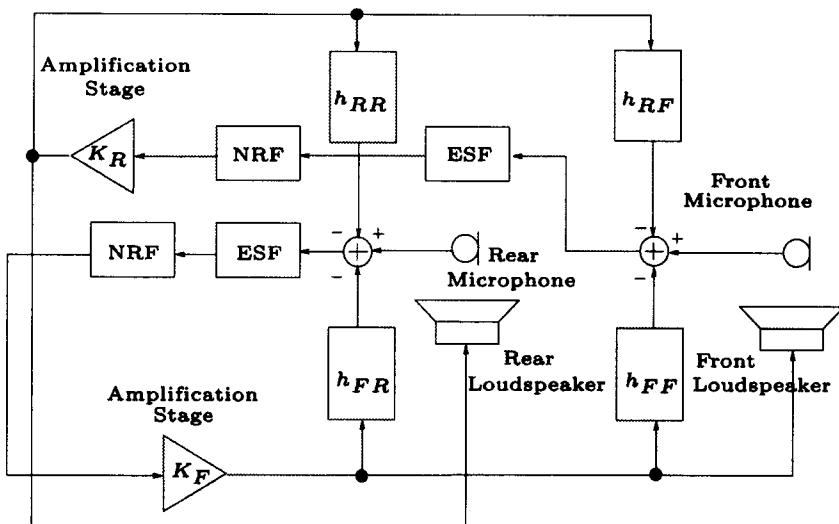 Amplification
Stage
h_RR
h_RF
K_R
NRF
ESF
Front
Microphone
NRF
ESF
−
+
−
−
+
−
+
+
Rear
Microphone
h_FR
Rear
Loudspeaker
h_FF
Front
Loudspeaker
Amplification
Stage
K_F